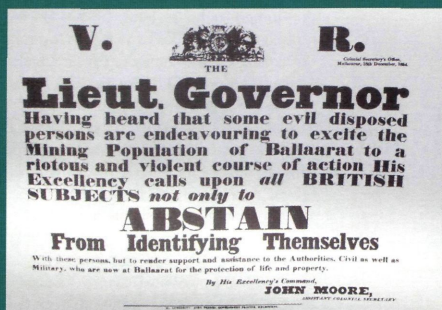 V. R.
Colonial Secretary's Office,
Melbourne, December, 1854.
THE
Lieut. Governor
Having heard that some evil disposed
persons are endeavouring to excite the
Mining Population of Ballaarat to a
riotous and violent course of action His
Excellency calls upon all BRITISH
SUBJECTS not only to
ABSTAIN
From Identifying Themselves
With these persons, but to render support and assistance to the Authorities, Civil as well as
Military, who are now at Ballaarat for the protection of life and property.
By His Excellency's Command,
JOHN MOORE,
ASSISTANT COLONIAL SECRETARY.